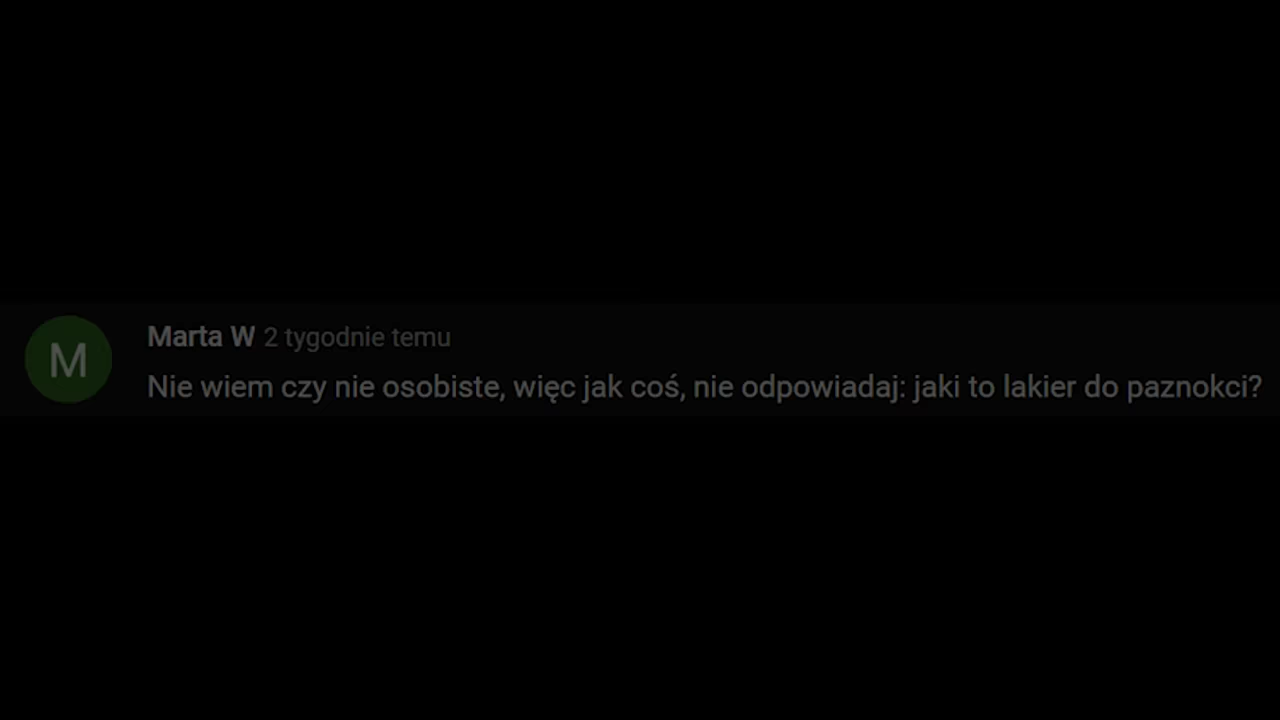 M
Marta W 2 tygodnie temu
Nie wiem czy nie osobiste, więc jak coś, nie odpowiadaj: jaki to lakier do paznokci?